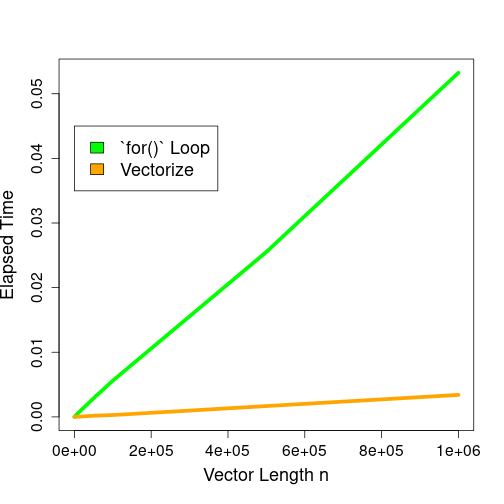 Elapsed Time
0.05
0.04
0.03
0.02
0.01
0.00
`for()` Loop
Vectorize
0e+00 2e+05 4e+05 6e+05 8e+05 1e+06
Vector Length n